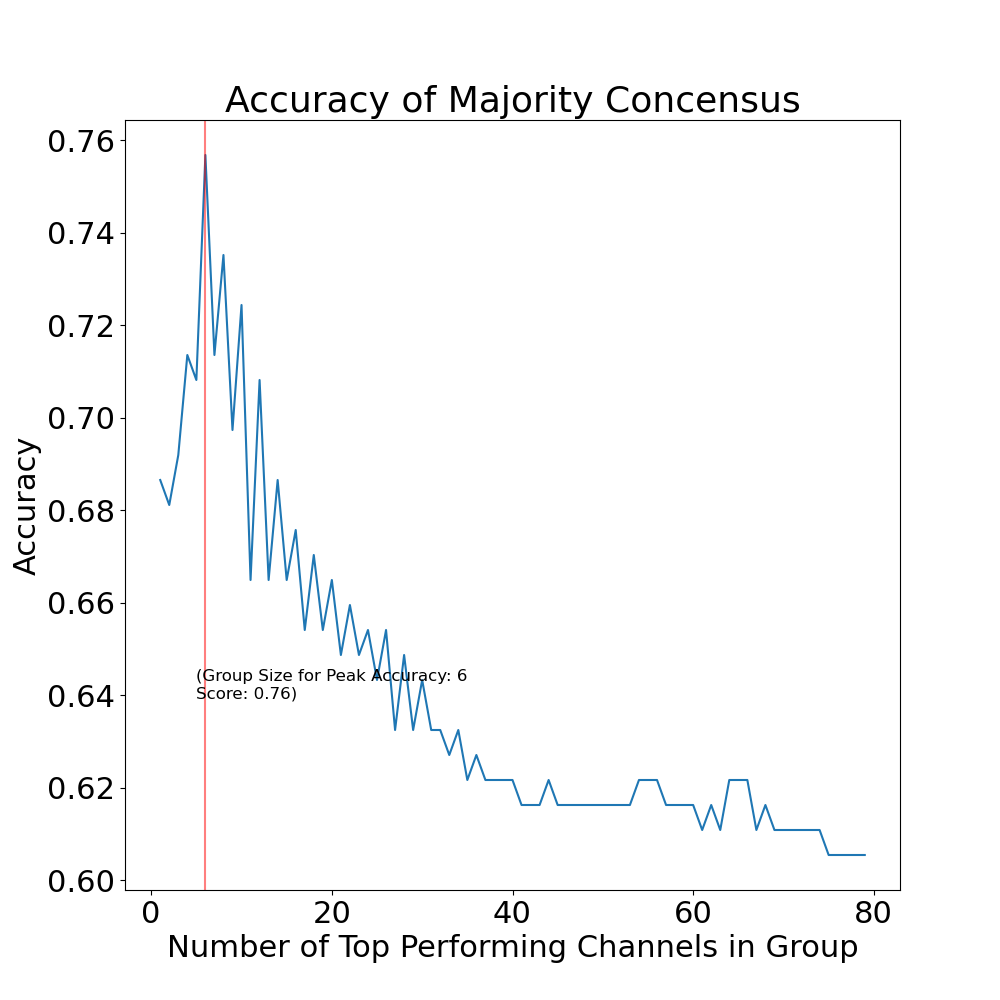 Accuracy of Majority Concensus
0.76
0.74
0.72
0.70
0.68
0.66
0.64
0.62
0.60
Accuracy
(Group Size for Peak Accuracy: 6
Score: 0.76)
0 20 40 60 80
Number of Top Performing Channels in Group